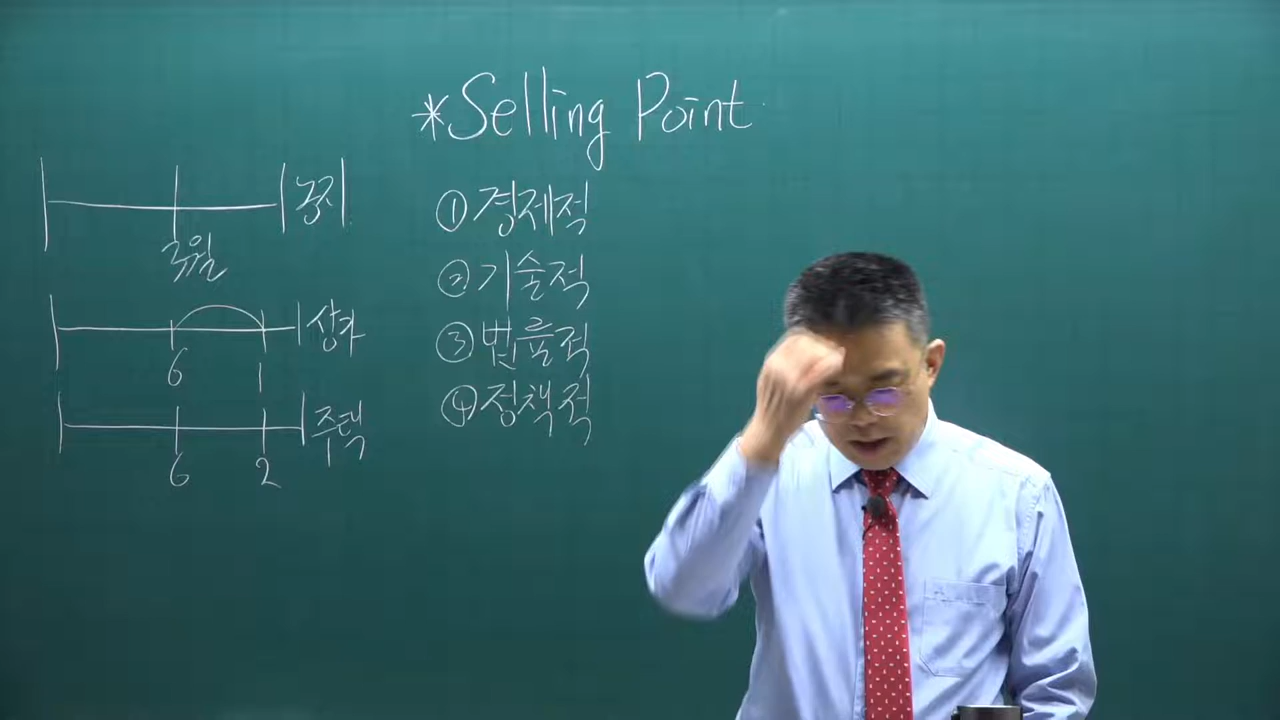 *Selling Point
농지
3월
상가
6 1
주택
6 2
① 경제적
② 기술적
③ 법률적
④ 정책적